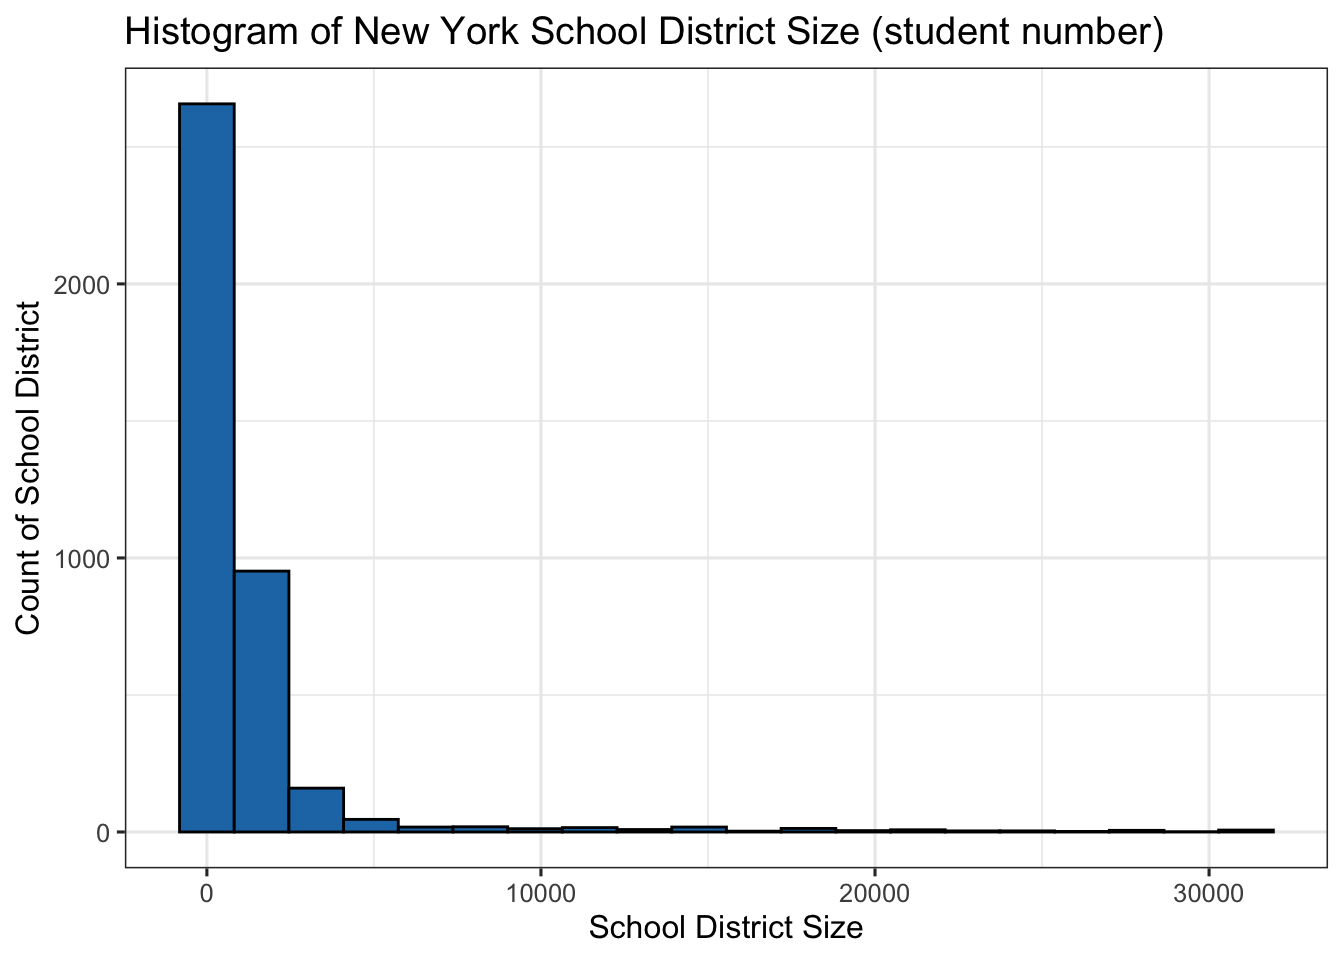 Histogram of New York School District Size (student number)
Count of School District
2000
1000
0
0 10000 20000 30000
School District Size